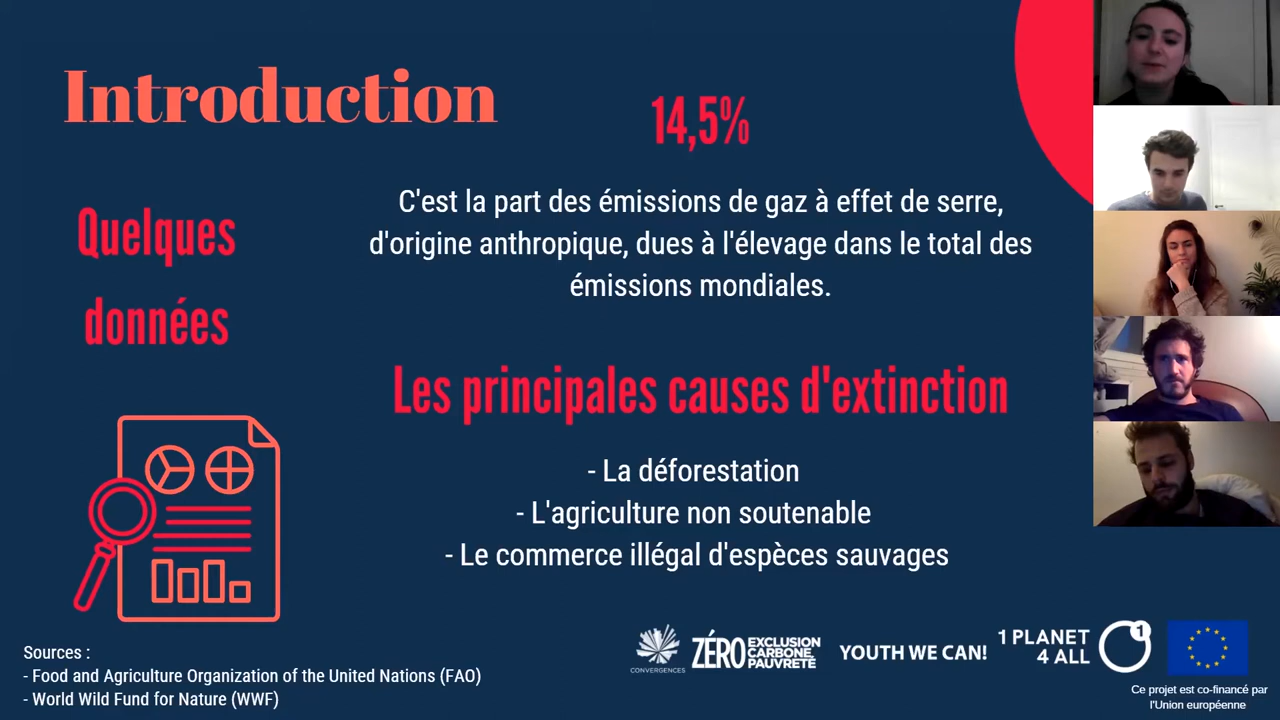 Introduction
Quelques
données
14,5%
C'est la part des émissions de gaz à effet de serre,
d'origine anthropique, dues à l'élevage dans le total des
émissions mondiales.
Les principales causes d'extinction
- La déforestation
- L'agriculture non soutenable
- Le commerce illégal d'espèces sauvages
Sources :
- Food and Agriculture Organization of the United Nations (FAO)
- World Wild Fund for Nature (WWF)
CONVERGENCES
ZÉRO
EXCLUSION
CARBONE
PAUVRETÉ
YOUTH WE CAN!
1 PLANET
4 ALL
1
Ce projet est co-financé par
l'Union européenne